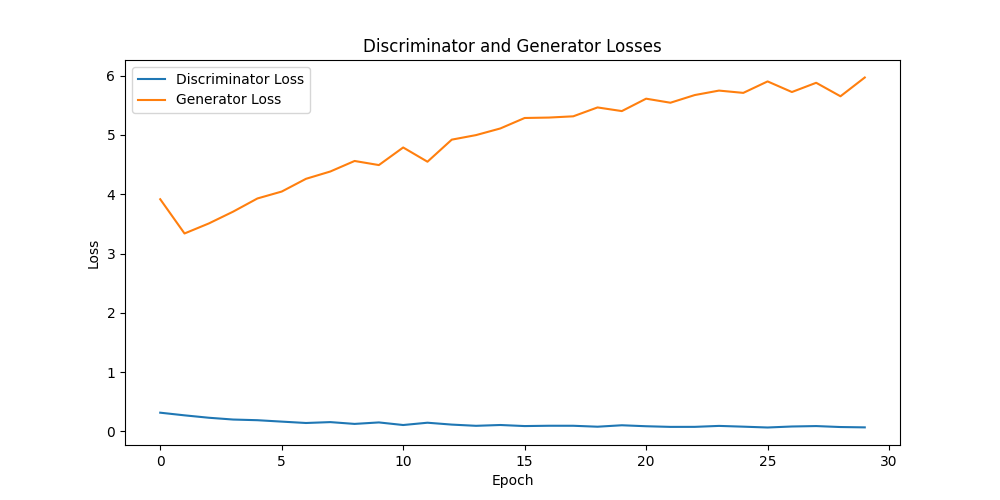 Discriminator and Generator Losses
Discriminator Loss
Generator Loss
6
5
4
3
2
1
0
Loss
0 5 10 15 20 25 30
Epoch